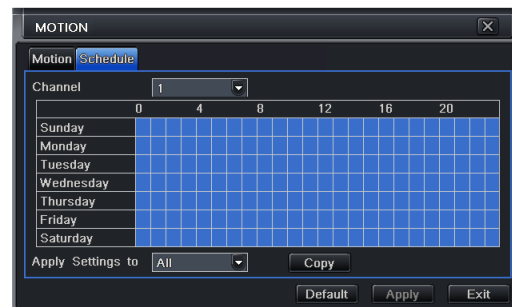 MOTION
Motion Schedule
Channel 1
0 4 8 12 16 20
Sunday
Monday
Tuesday
Wednesday
Thursday
Friday
Saturday
Apply Settings to All Copy
Default Apply Exit